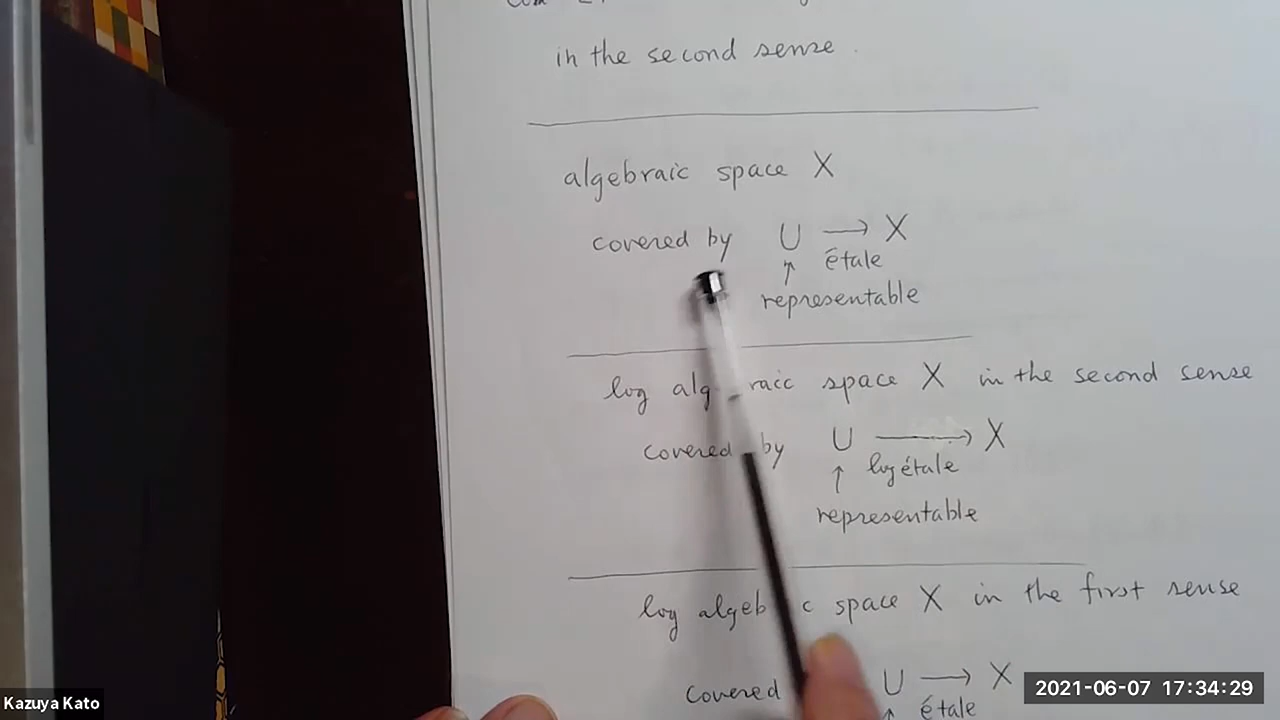 in the second sense.
algebraic space X
covered by U → X
↑ étale
representable
log alg raic space X in the second sense
covered by U → X
↑ log étale
representable
log algeb c space X in the first sense
covered U → X
↑ étale
Kazuya Kato
2021-06-07 17:34:29